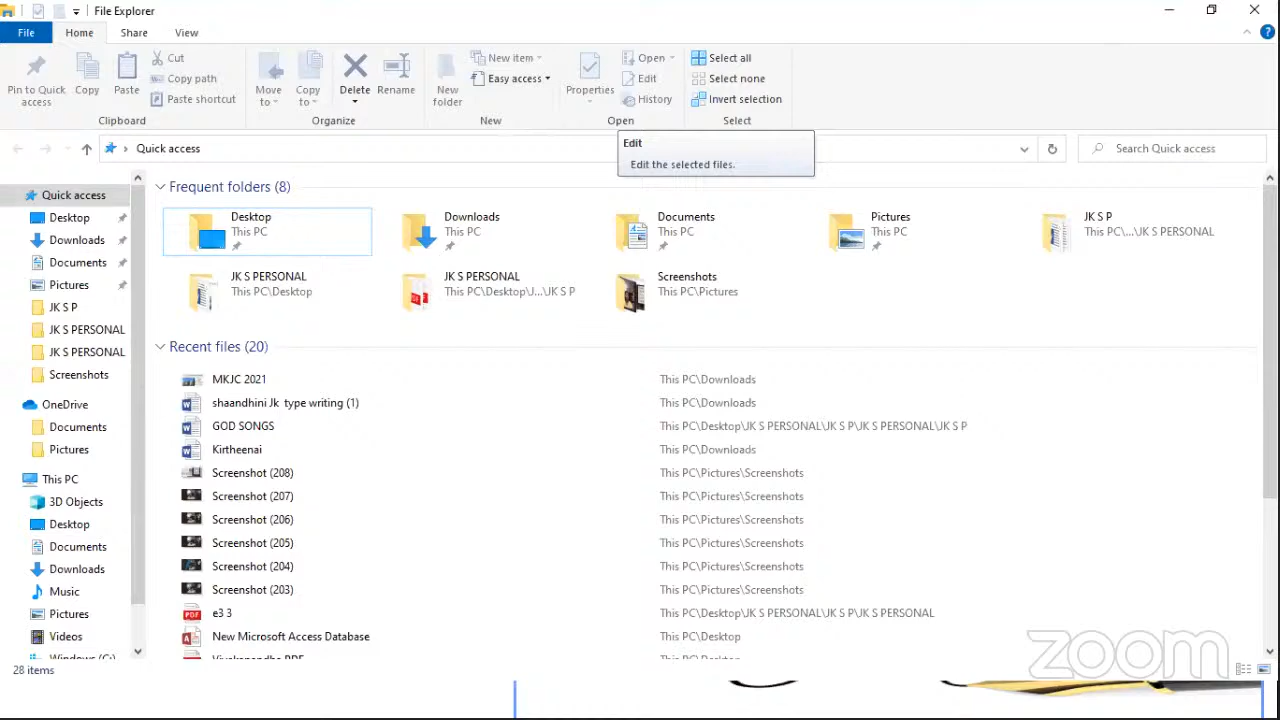 File Explorer
File Home Share View
Pin to Quick access
Copy
Paste
Cut
Copy path
Paste shortcut
Clipboard
Move to
Copy to
Delete
Rename
Organize
New folder
New item
Easy access
New
Properties
Open
Edit
History
Open
Select all
Select none
Invert selection
Select
Quick access
Search Quick access
Edit
Edit the selected files.
Quick access
Desktop
Downloads
Documents
Pictures
JK S P
JK S PERSONAL
JK S PERSONAL
Screenshots
OneDrive
Documents
Pictures
This PC
3D Objects
Desktop
Documents
Downloads
Music
Pictures
Videos
Windows (C:)
Frequent folders (8)
Desktop
This PC
Downloads
This PC
Documents
This PC
Pictures
This PC
JK S P
This PC\...\JK S PERSONAL
JK S PERSONAL
This PC\Desktop
JK S PERSONAL
This PC\Desktop\J...\JK S P
Screenshots
This PC\Pictures
Recent files (20)
MKJC 2021 This PC\Downloads
shaandhini Jk type writing (1) This PC\Downloads
GOD SONGS This PC\Desktop\JK S PERSONAL\JK S P\JK S PERSONAL\JK S P
Kirtheenai This PC\Downloads
Screenshot (208) This PC\Pictures\Screenshots
Screenshot (207) This PC\Pictures\Screenshots
Screenshot (206) This PC\Pictures\Screenshots
Screenshot (205) This PC\Pictures\Screenshots
Screenshot (204) This PC\Pictures\Screenshots
Screenshot (203) This PC\Pictures\Screenshots
e3 3 This PC\Desktop\JK S PERSONAL\JK S P\JK S PERSONAL
New Microsoft Access Database This PC\Desktop
This PC\Desktop
28 items
zoom